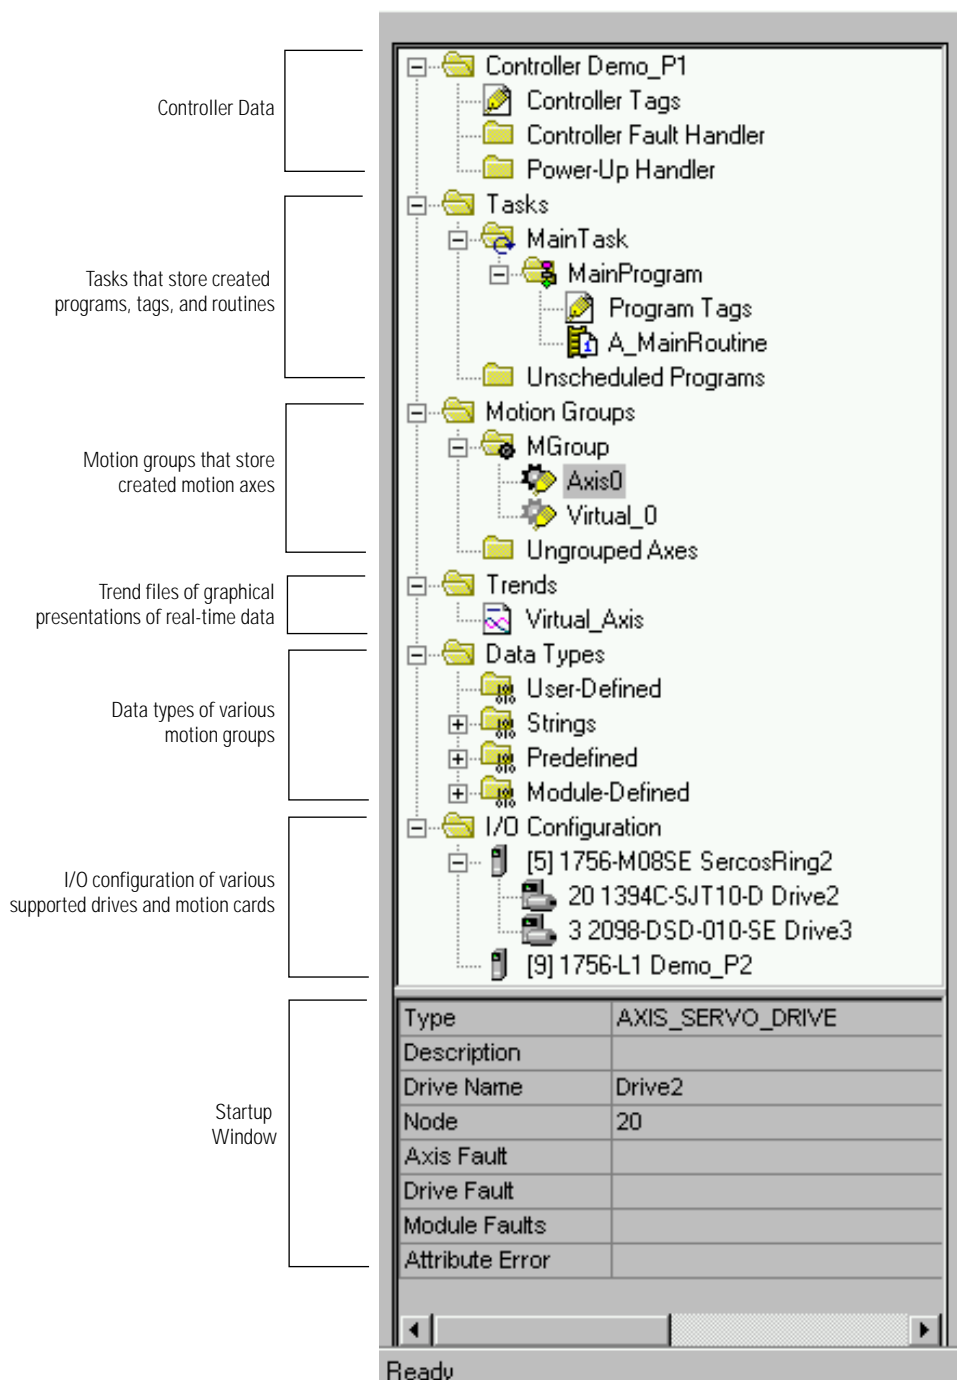 Controller Data
Tasks that store created
programs, tags, and routines
Motion groups that store
created motion axes
Trend files of graphical
presentations of real-time data
Data types of various
motion groups
I/O configuration of various
supported drives and motion cards
Startup
Window
Controller Demo_P1
Controller Tags
Controller Fault Handler
Power-Up Handler
Tasks
MainTask
MainProgram
Program Tags
A_MainRoutine
Unscheduled Programs
Motion Groups
MGroup
Axis0
Virtual_0
Ungrouped Axes
Trends
Virtual_Axis
Data Types
User-Defined
Strings
Predefined
Module-Defined
I/O Configuration
[5] 1756-M08SE SercosRing2
20 1394C-SJT10-D Drive2
3 2098-DSD-010-SE Drive3
[9] 1756-L1 Demo_P2
Type AXIS_SERVO_DRIVE
Description
Drive Name Drive2
Node 20
Axis Fault
Drive Fault
Module Faults
Attribute Error
Ready